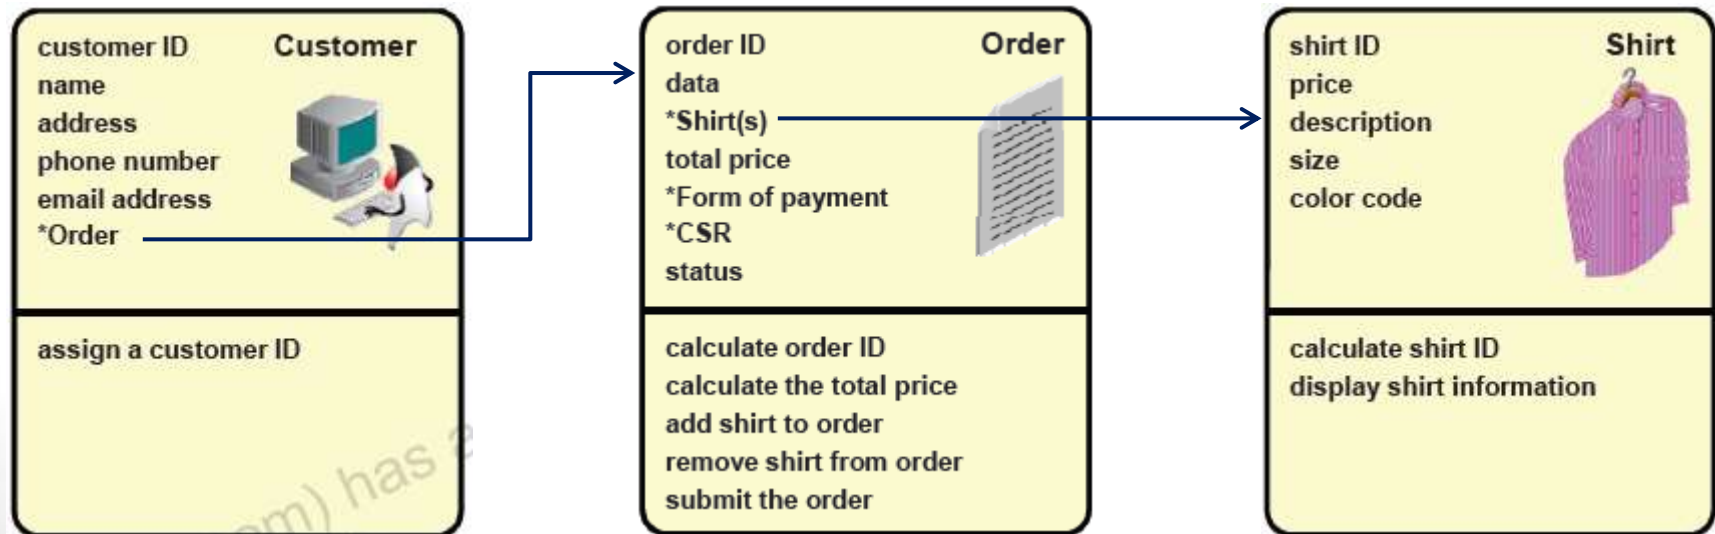 customer ID Customer
name
address
phone number
email address
*Order
assign a customer ID
order ID Order
data
*Shirt(s)
total price
*Form of payment
*CSR
status
calculate order ID
calculate the total price
add shirt to order
remove shirt from order
submit the order
shirt ID Shirt
price
description
size
color code
calculate shirt ID
display shirt information
) has